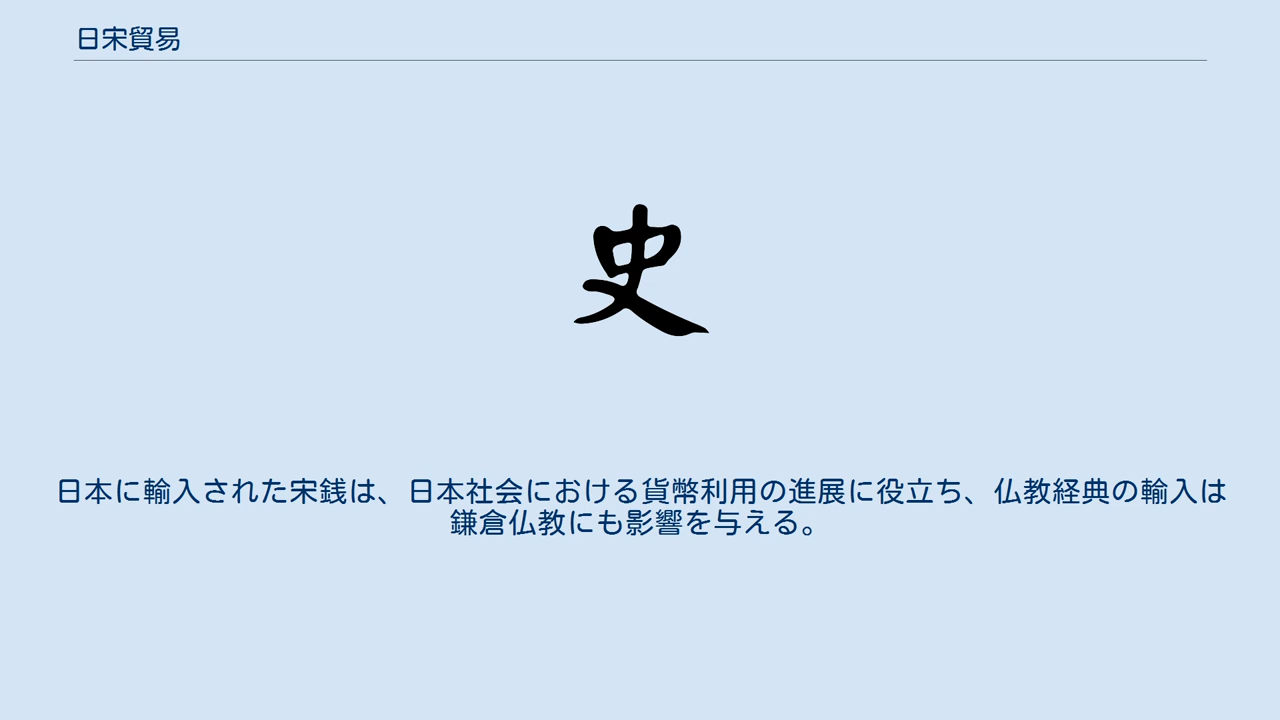 日宋貿易
史
日本に輸入された宋銭は、日本社会における貨幣利用の進展に役立ち、仏教経典の輸入は
鎌倉仏教にも影響を与える。